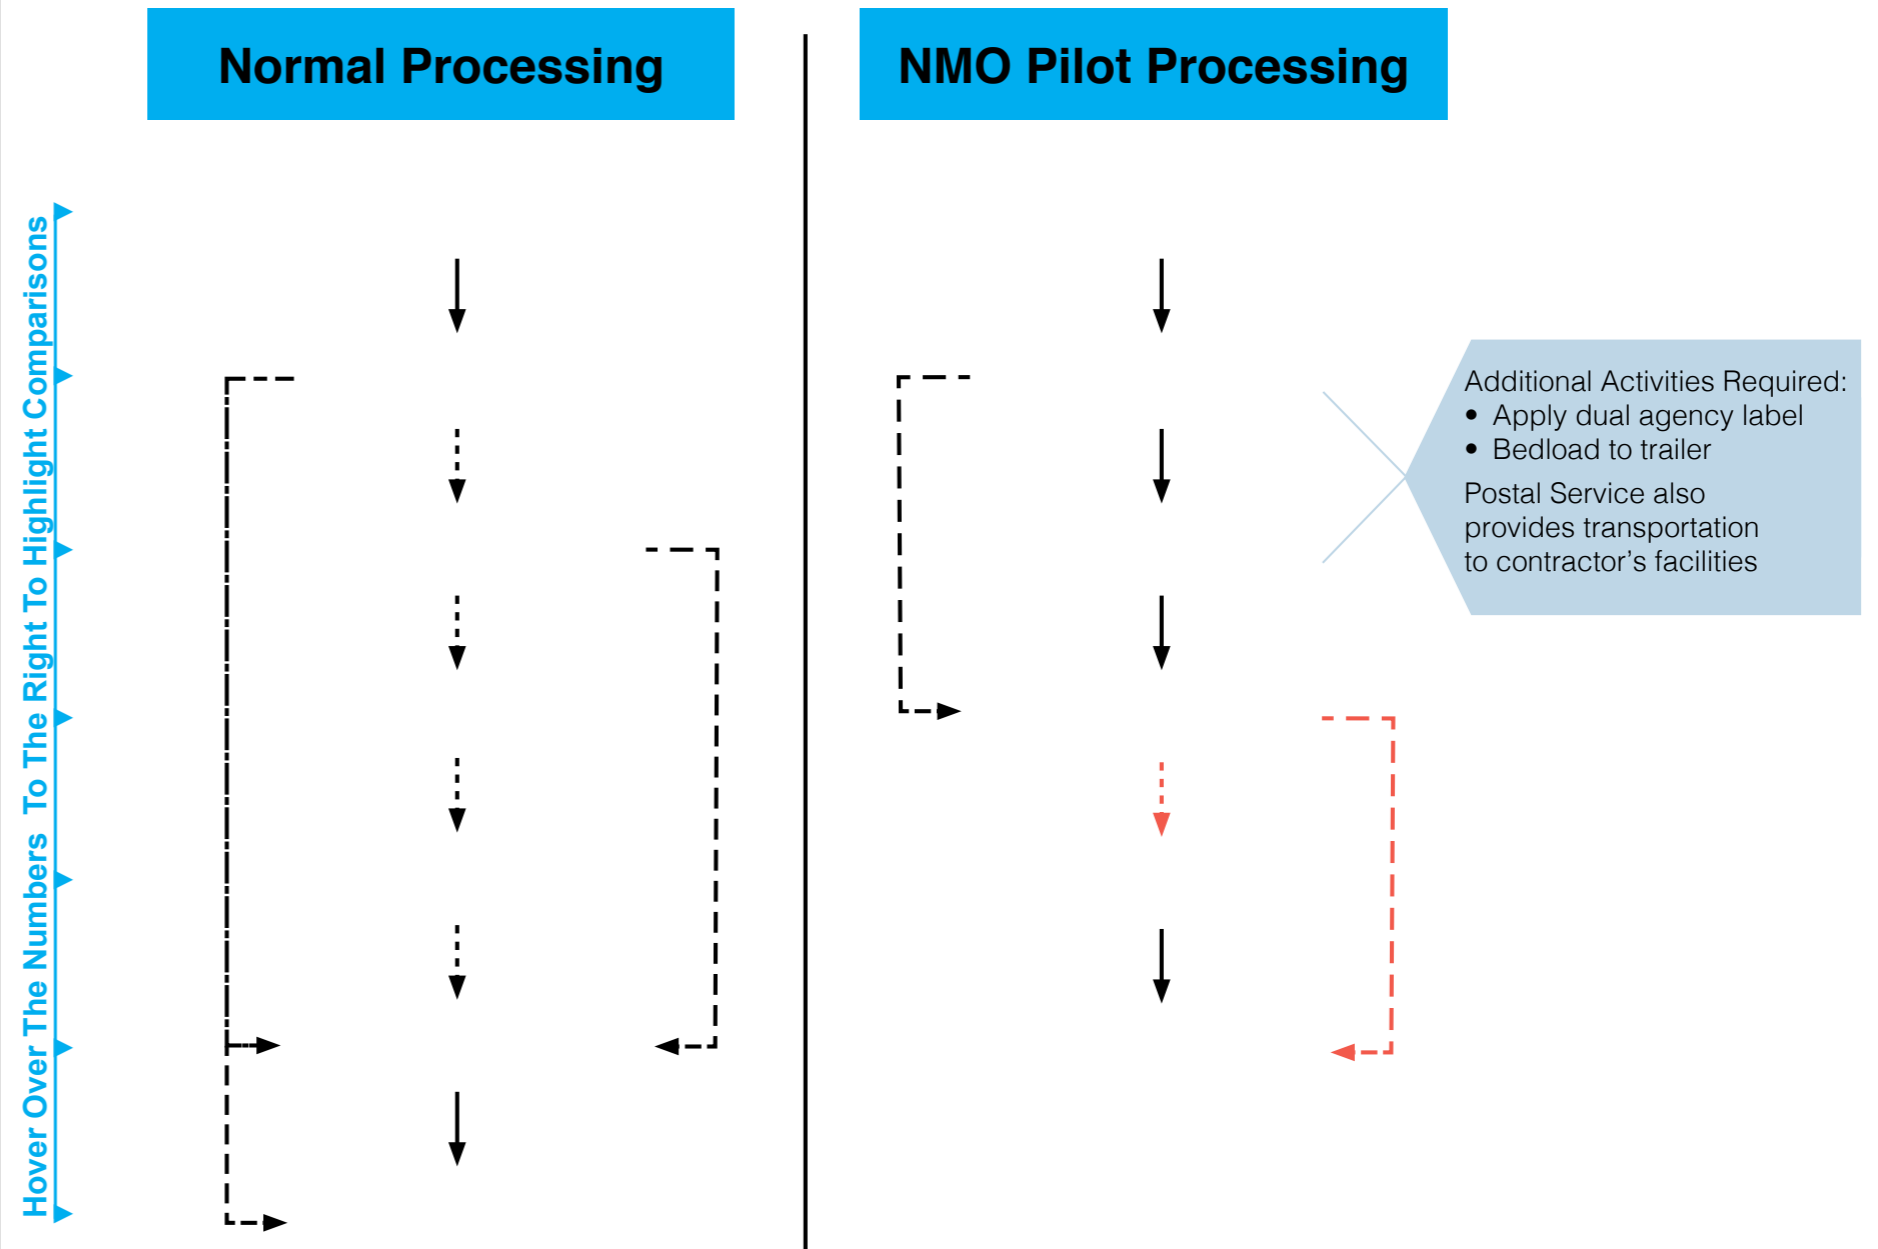 Normal Processing
NMO Pilot Processing
Hover Over The Numbers To The Right To Highlight Comparisons
Additional Activities Required:
• Apply dual agency label
• Bedload to trailer
Postal Service also
provides transportation
to contractor’s facilities